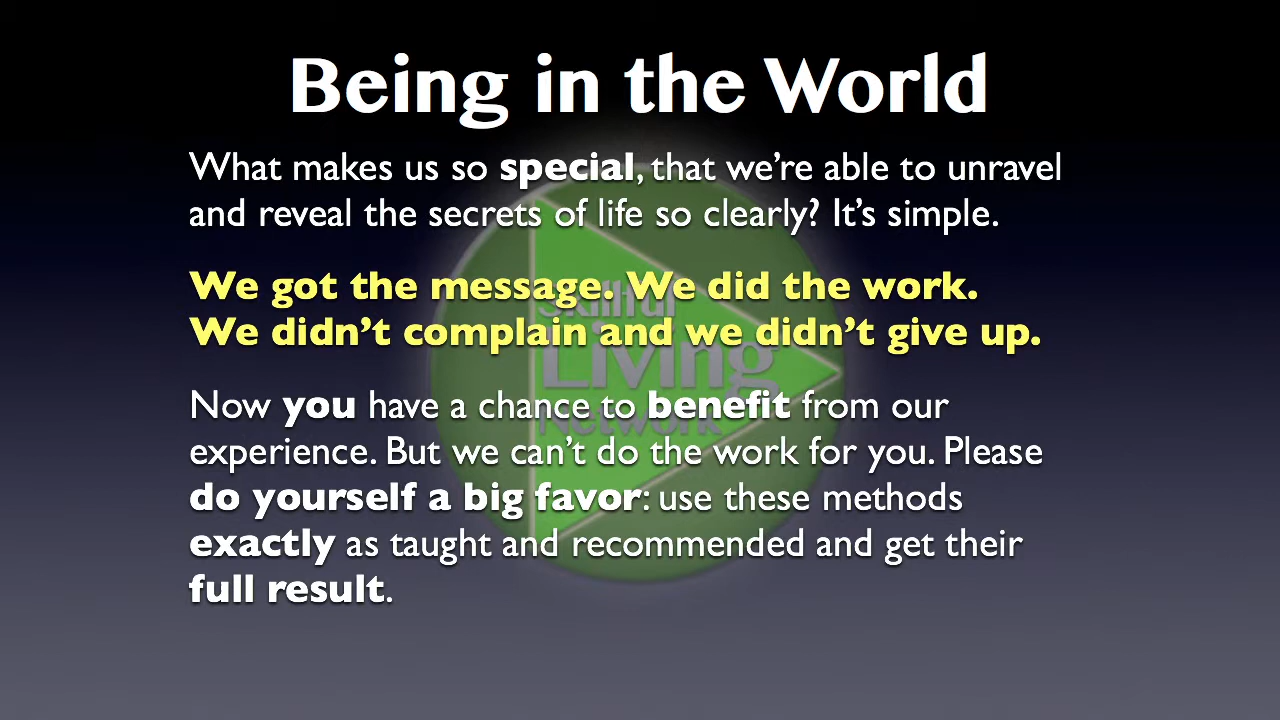 Being in the World
What makes us so special, that we're able to unravel
and reveal the secrets of life so clearly? It's simple.
We got the message. We did the work.
We didn't complain and we didn't give up.
Now you have a chance to benefit from our
experience. But we can't do the work for you. Please
do yourself a big favor: use these methods
exactly as taught and recommended and get their
full result.
Skillful
Living
Network